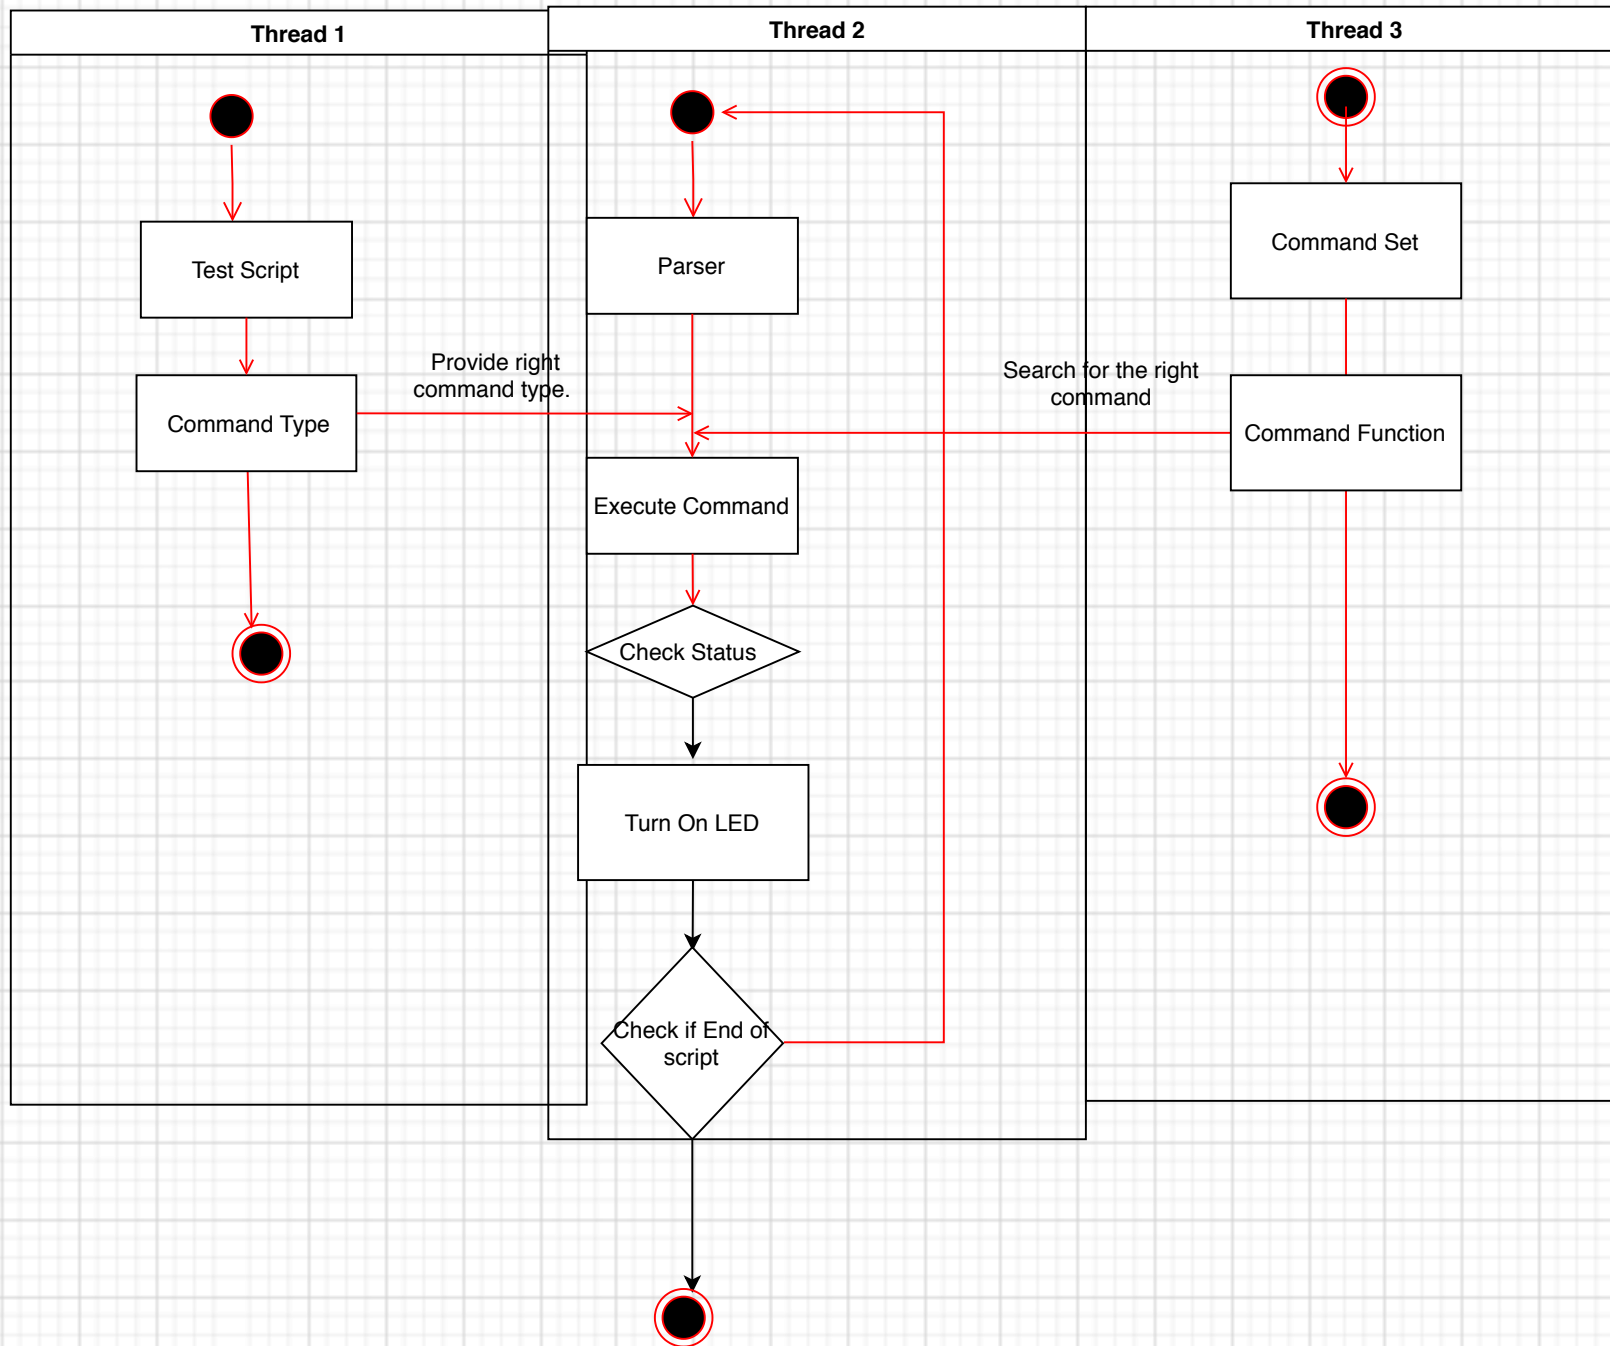 Thread 1
Thread 2
Thread 3
Test Script
Command Type
Provide right
command type.
Parser
Execute Command
Check Status
Turn On LED
Check if End of
script
Command Set
Search for the right
command
Command Function